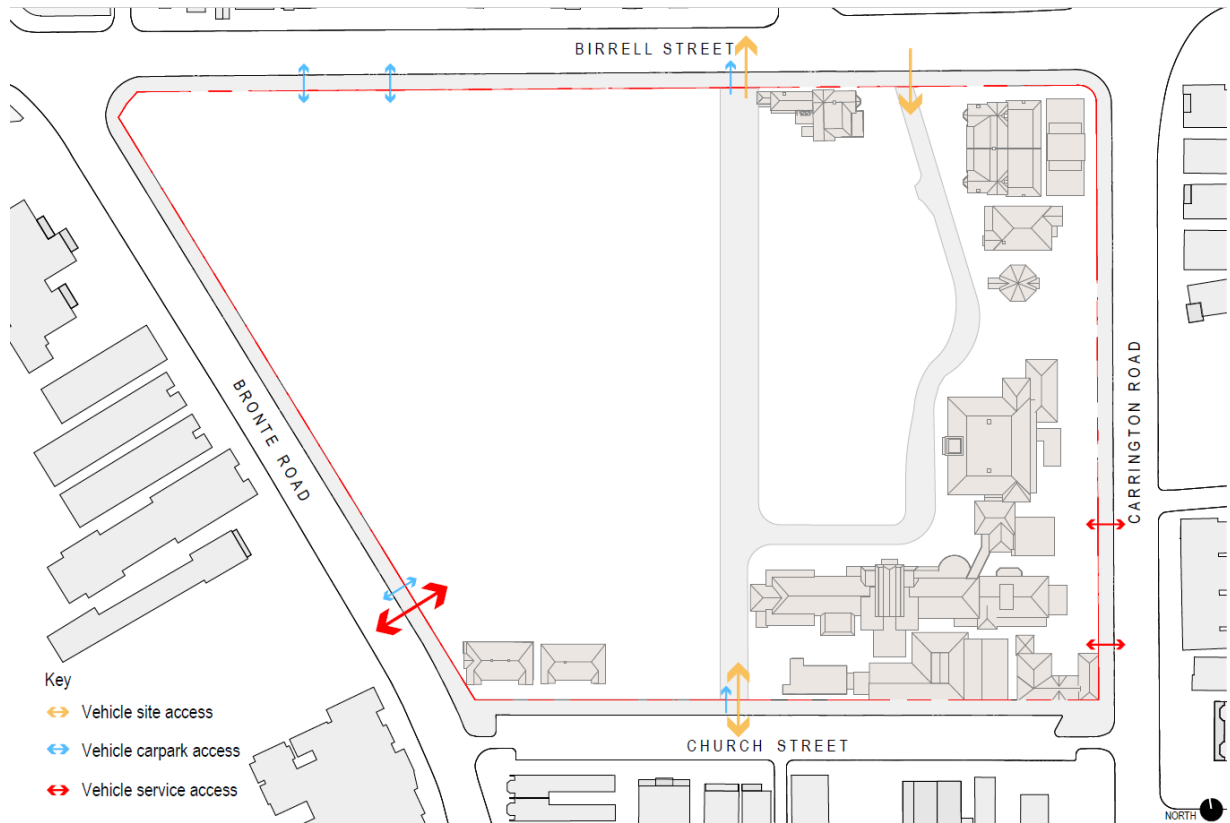 BIRRELL STREET
BRONTE ROAD
CARRINGTON ROAD
Key
Vehicle site access
Vehicle carpark access
Vehicle service access
CHURCH STREET
NORTH